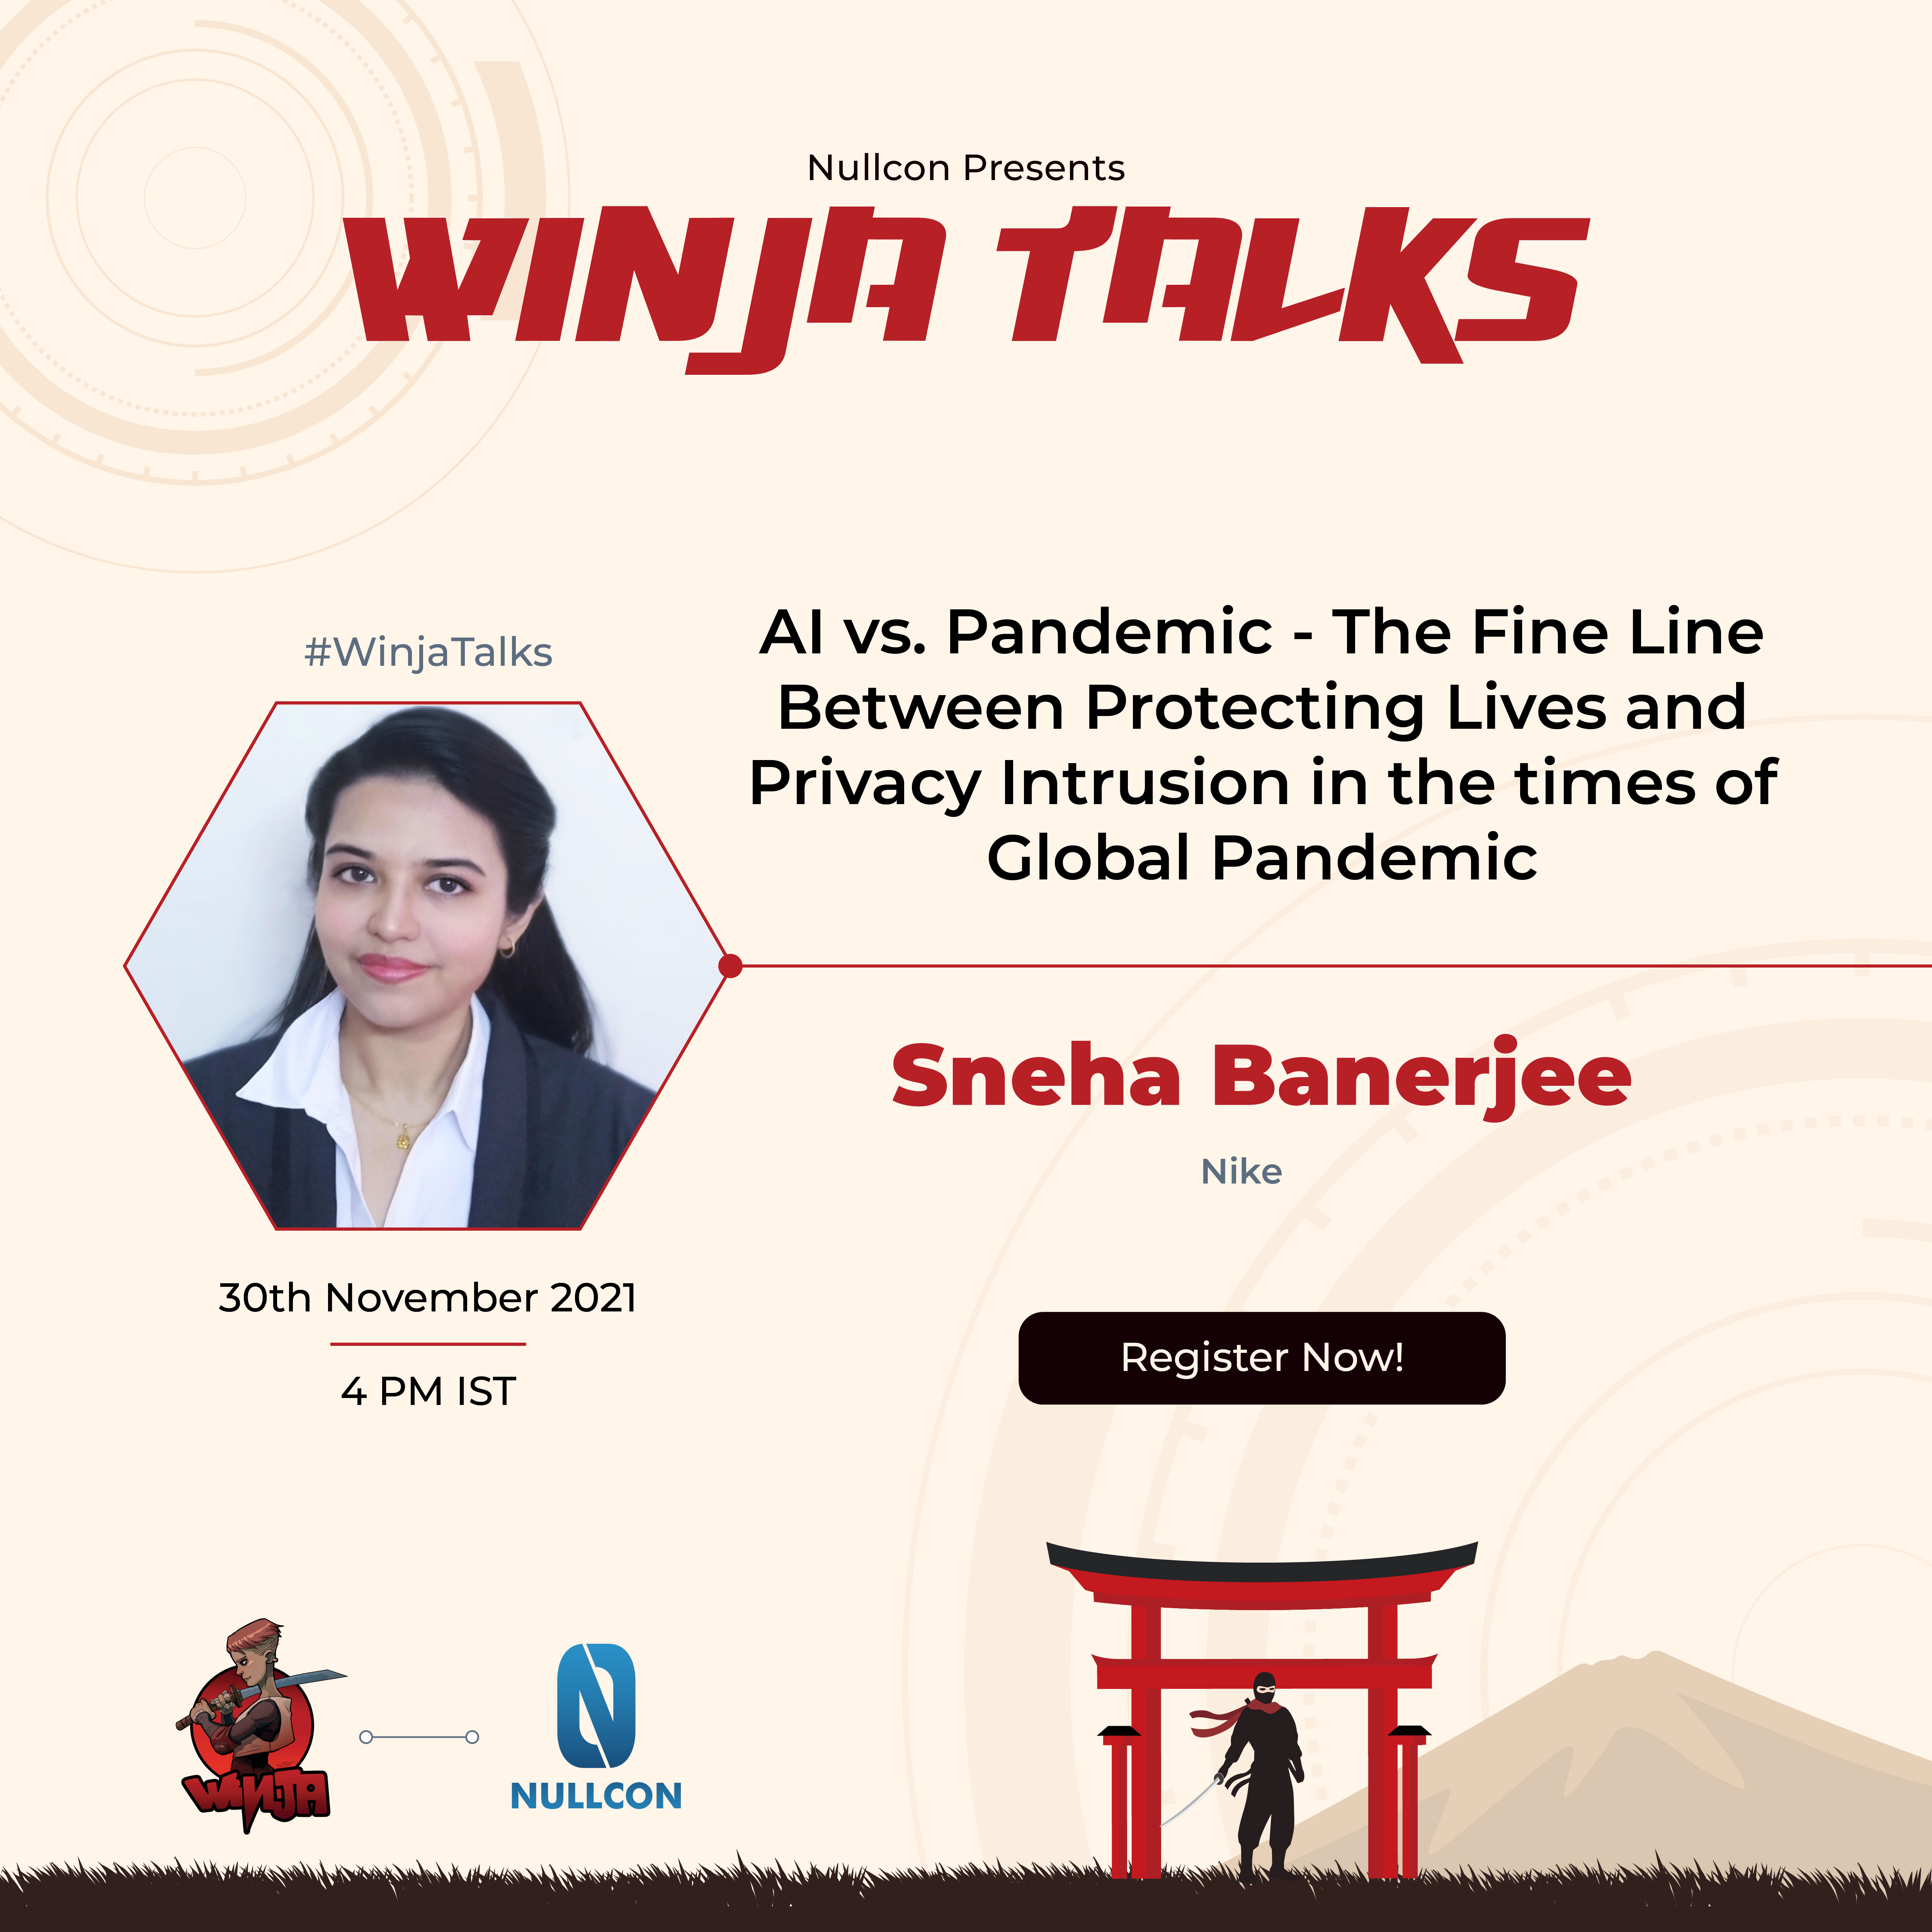 Nullcon Presents
WINJA TALKS
#WinjaTalks
AI vs. Pandemic - The Fine Line
Between Protecting Lives and
Privacy Intrusion in the times of
Global Pandemic
Sneha Banerjee
Nike
30th November 2021
4 PM IST
Register Now!
WINJA
NULLCON